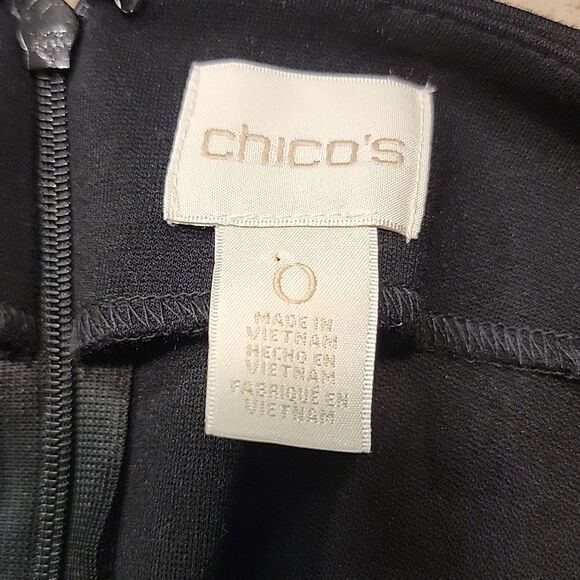 chico's
0
MADE IN
VIETNAM
HECHO EN
VIETNAM
FABRIQUE EN
VIETNAM